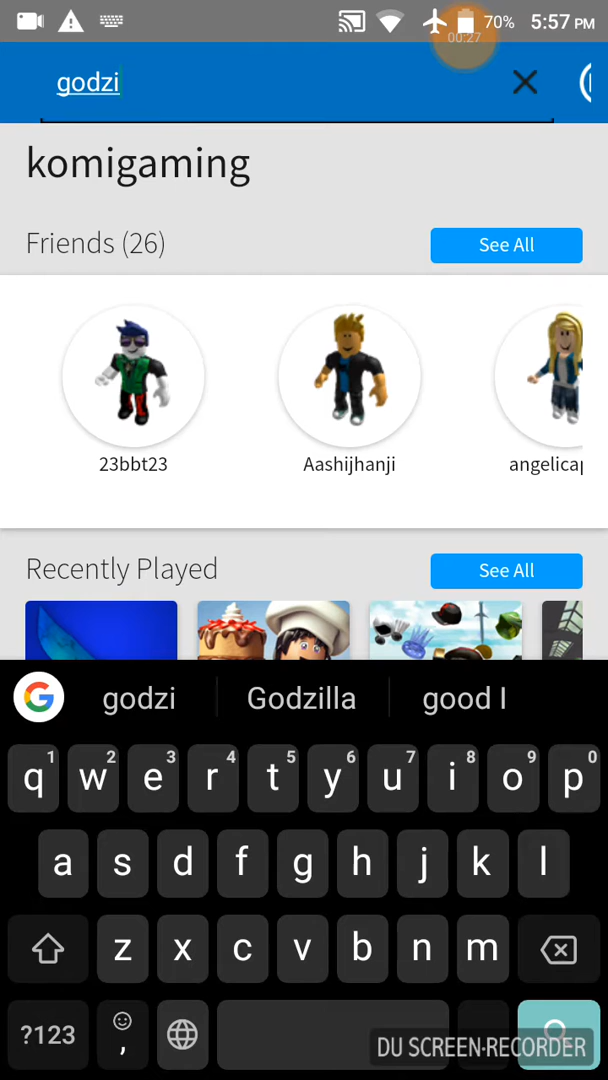 70% 5:57 PM
00:27
godzi
komigaming
Friends (26)
See All
23bbt23
Aashijhanji
angelicap
Recently Played
See All
godzi
Godzilla
good I
1 2 3 4 5 6 7 8 9 0
q w e r t y u i o p
a s d f g h j k l
z x c v b n m
?123 ,
DU SCREEN-RECORDER